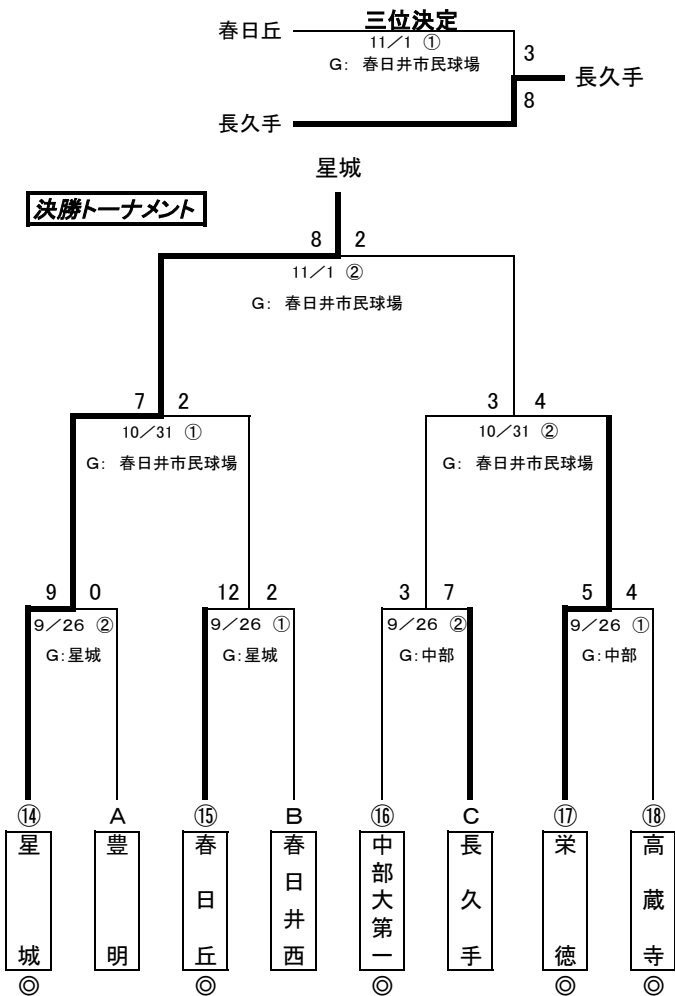 三位決定
春日丘
11/1 ①
G: 春日井市民球場
3
長久手
8
長久手
星城
決勝トーナメント
8 2
11/1 ②
G: 春日井市民球場
7 2 3 4
10/31 ① 10/31 ②
G: 春日井市民球場 G: 春日井市民球場
9 0 12 2 3 7 5 4
9/26 ② 9/26 ① 9/26 ② 9/26 ①
G:星城 G:星城 G:中部 G:中部
⑭ A ⑮ B ⑯ C ⑰ ⑱
星城
豊明
春日丘
春日井西
中部大第一
長久手
栄徳
高蔵寺
◎ ◎ ◎ ◎ ◎